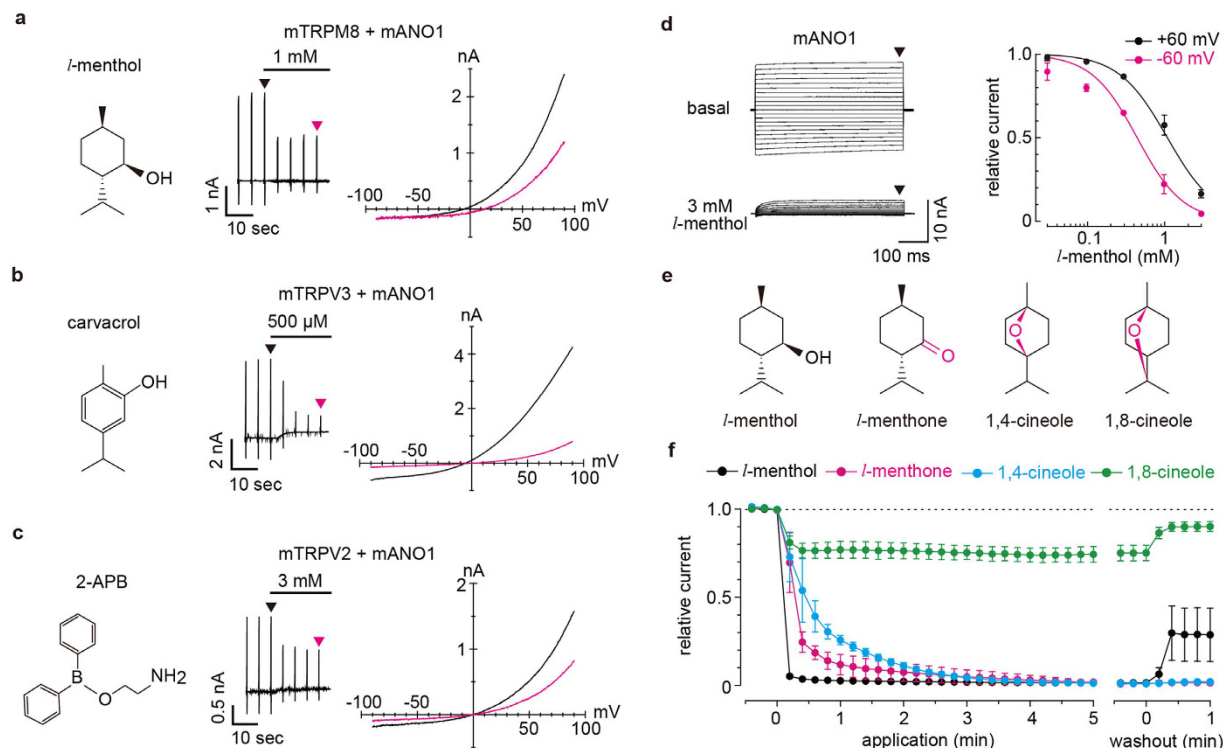 a
mTRPM8 + mANO1
l-menthol
1 mM
nA
OH
2
1
-100
-50
mV
50
100
1 nA
10 sec
b
mTRPV3 + mANO1
carvacrol
500 µM
nA
OH
4
2
-100
-50
mV
50
100
2 nA
10 sec
c
mTRPV2 + mANO1
2-APB
3 mM
nA
2
1
NH2
B
O
-100
-50
mV
50
100
0.5 nA
10 sec
d
mANO1
basal
3 mM
l-menthol
10 nA
100 ms
+60 mV
-60 mV
relative current
1.0
0.5
0
0.1
1
l-menthol (mM)
e
OH
O
O
O
l-menthol
l-menthone
1,4-cineole
1,8-cineole
f
l-menthol
l-menthone
1,4-cineole
1,8-cineole
relative current
1.0
0.5
0
0
1
2
3
4
5
0
1
application (min)
washout (min)